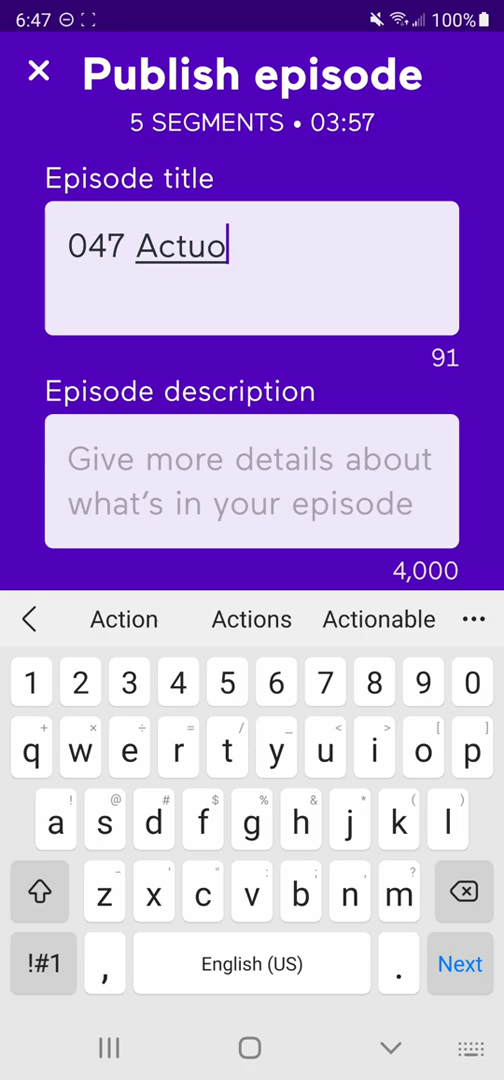 6:47 100%
Publish episode
5 SEGMENTS • 03:57
Episode title
047 Actuo
91
Episode description
Give more details about
what's in your episode
4,000
Action Actions Actionable •••
1 2 3 4 5 6 7 8 9 0
+ × ÷ = / _ < > [ ]
q w e r t y u i o p
! @ # $ % & * ( )
a s d f g h j k l
- ' " : ; , ?
z x c v b n m
!#1 , English (US) . Next